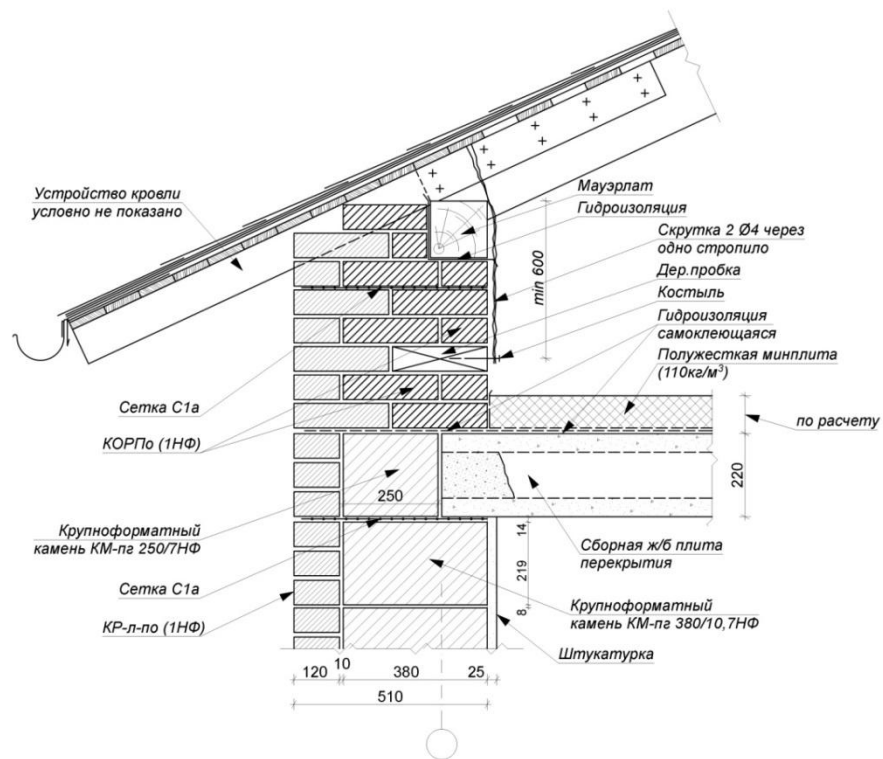 Устройство кровли
условно не показано
Мауэрлат
Гидроизоляция
Скрутка 2 Ø4 через
одно стропило
Дер.пробка
Костыль
Гидроизоляция
самоклеющаяся
Полужесткая минплита
(110кг/м³)
min 600
по расчету
220
Сетка С1а
КОРПо (1НФ)
250
Крупноформатный
камень КМ-пг 250/7НФ
Сетка С1а
КР-л-по (1НФ)
14
219
8
Сборная ж/б плита
перекрытия
Крупноформатный
камень КМ-пг 380/10,7НФ
Штукатурка
120
10
380
25
510